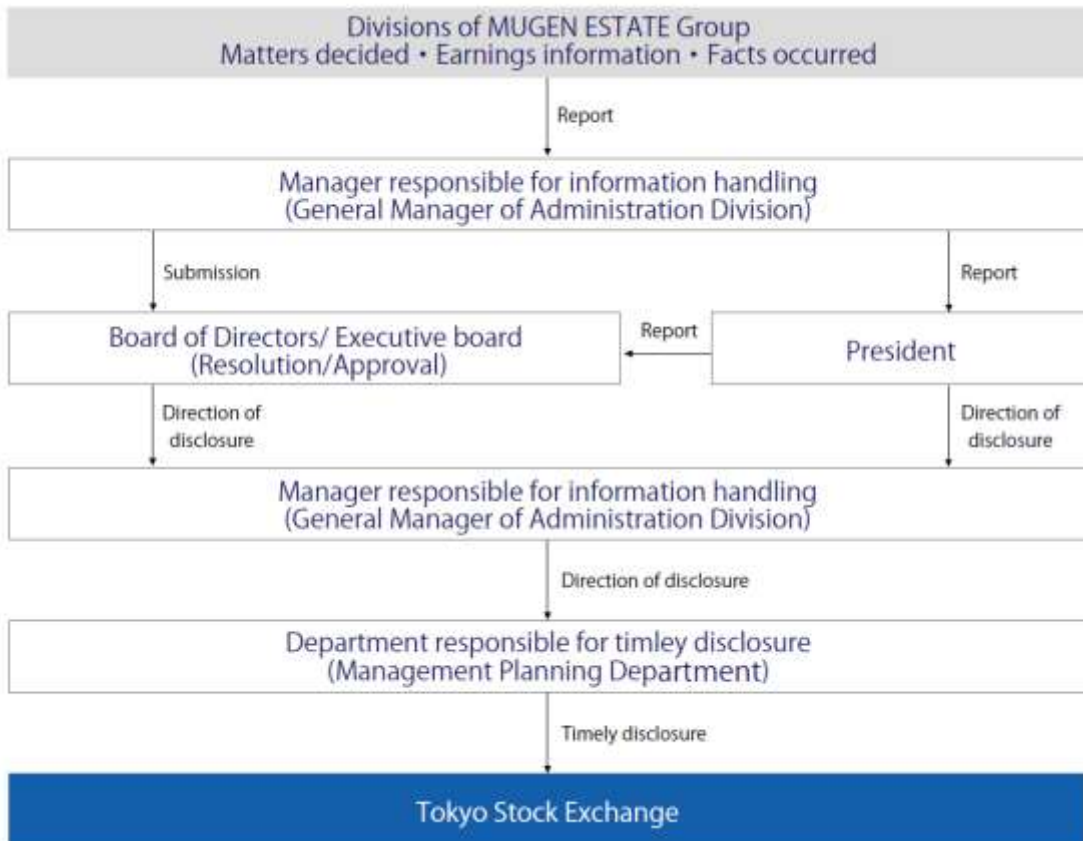 Divisions of MUGEN ESTATE Group
Matters decided・Earnings information・Facts occurred
Report
Manager responsible for information handling
(General Manager of Administration Division)
Submission
Report
Board of Directors/ Executive board
(Resolution/Approval)
Report
President
Direction of
disclosure
Direction of
disclosure
Manager responsible for information handling
(General Manager of Administration Division)
Direction of disclosure
Department responsible for timley disclosure
(Management Planning Department)
Timely disclosure
Tokyo Stock Exchange